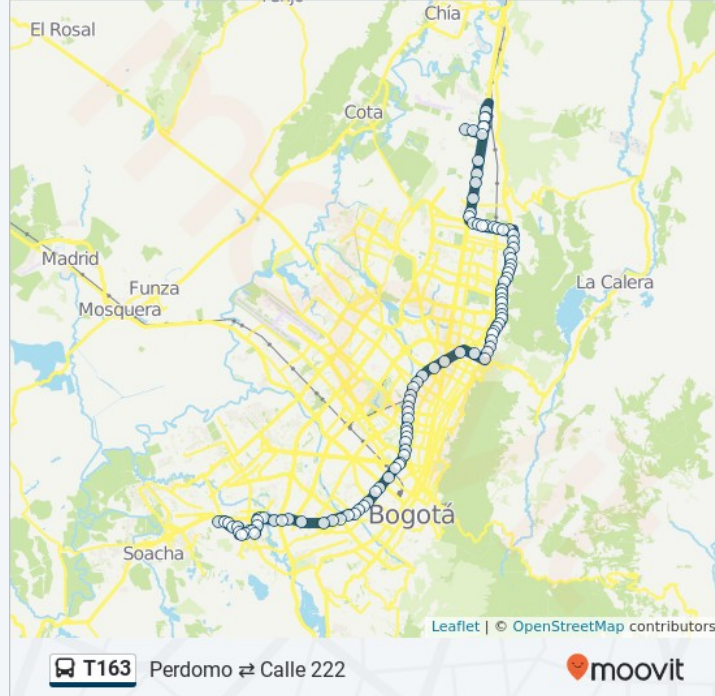 Chía
El Rosal
Cota
Madrid
Funza
La Calera
Mosquera
Bogotá
Soacha
Leaflet | © OpenStreetMap contributors
T163 Perdomo ⇄ Calle 222
moovit